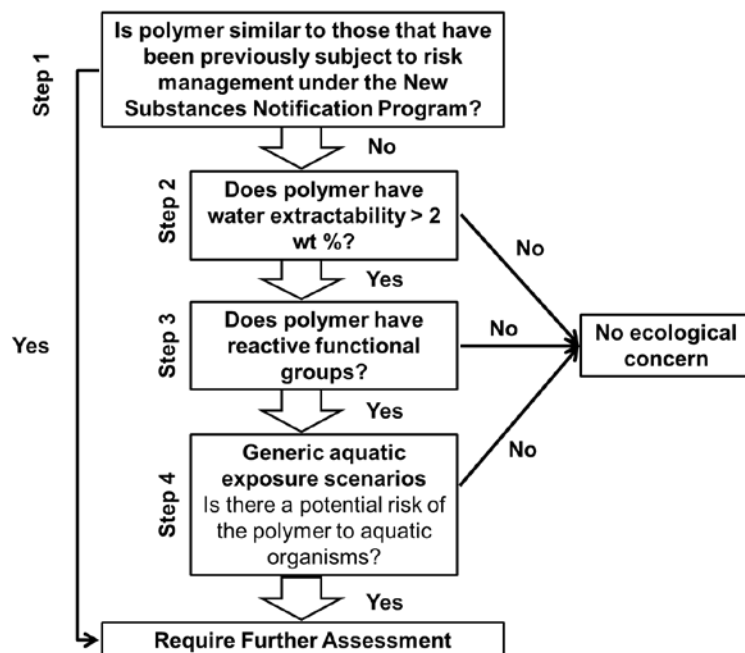 Step 1
Is polymer similar to those that have
been previously subject to risk
management under the New
Substances Notification Program?
No
Step 2
Does polymer have
water extractability > 2
wt %?
No
Yes
Step 3
Does polymer have
reactive functional
groups?
No
No ecological
concern
Yes
Yes
Step 4
Generic aquatic
exposure scenarios
Is there a potential risk of
the polymer to aquatic
organisms?
No
Yes
Require Further Assessment